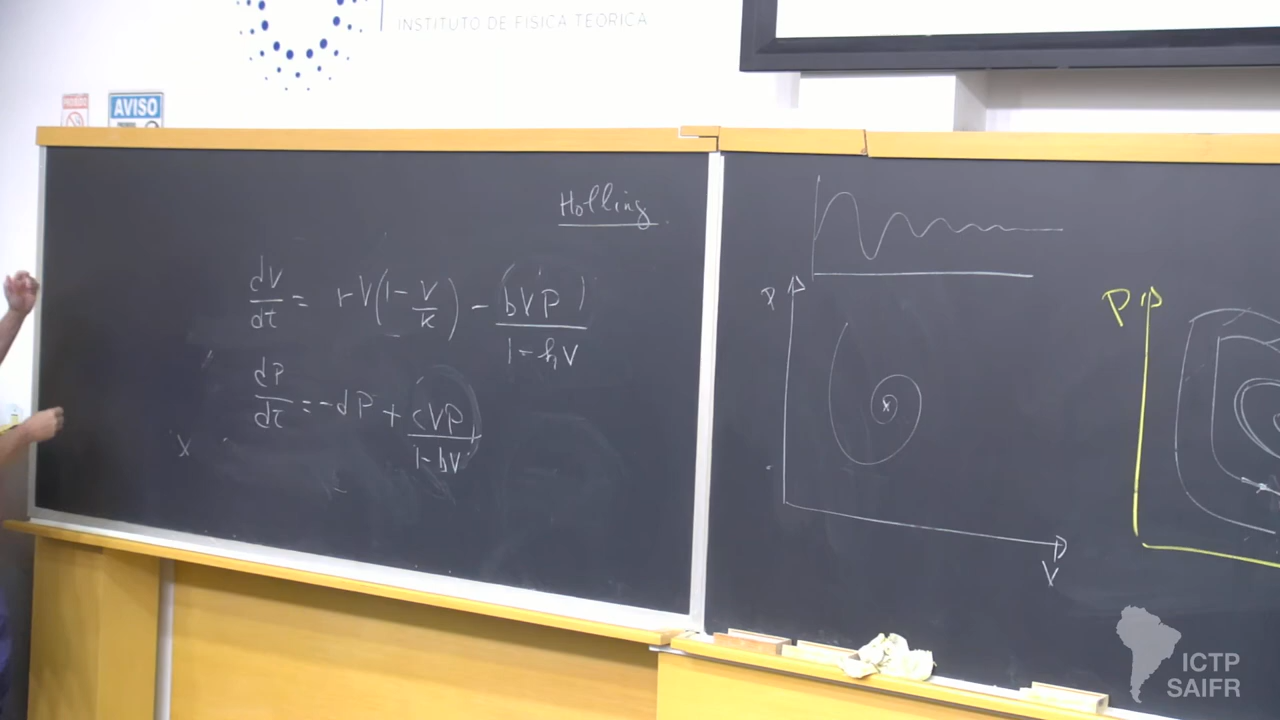 INSTITUTO DE FISICA TEORICA
AVISO
Holling
dV/dt = rV(1 - V/K) - (bVP)/(1 - hV)
dP/dt = -dP + cVP/(1 - bV)
X
P
V
P P
ICTP
SAIFR